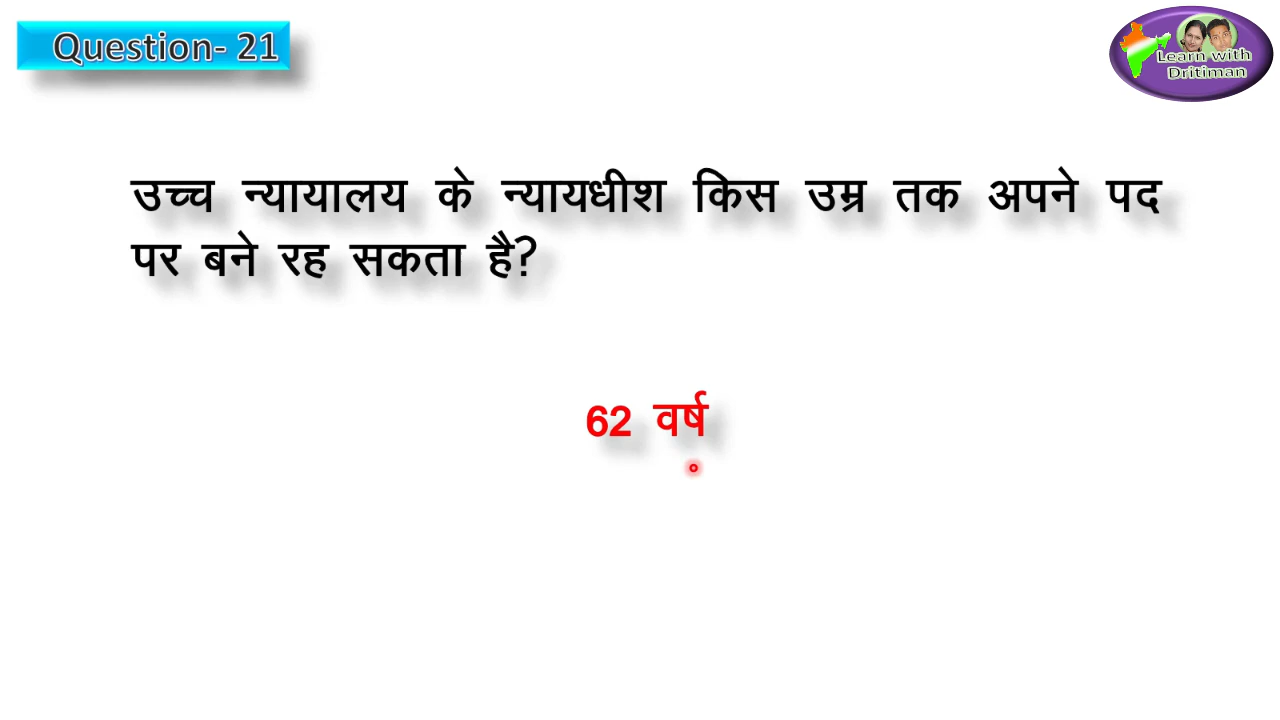 Question- 21
Learn with
Dritiman
उच्च न्यायालय के न्यायधीश किस उम्र तक अपने पद
पर बने रह सकता है?
62 वर्ष